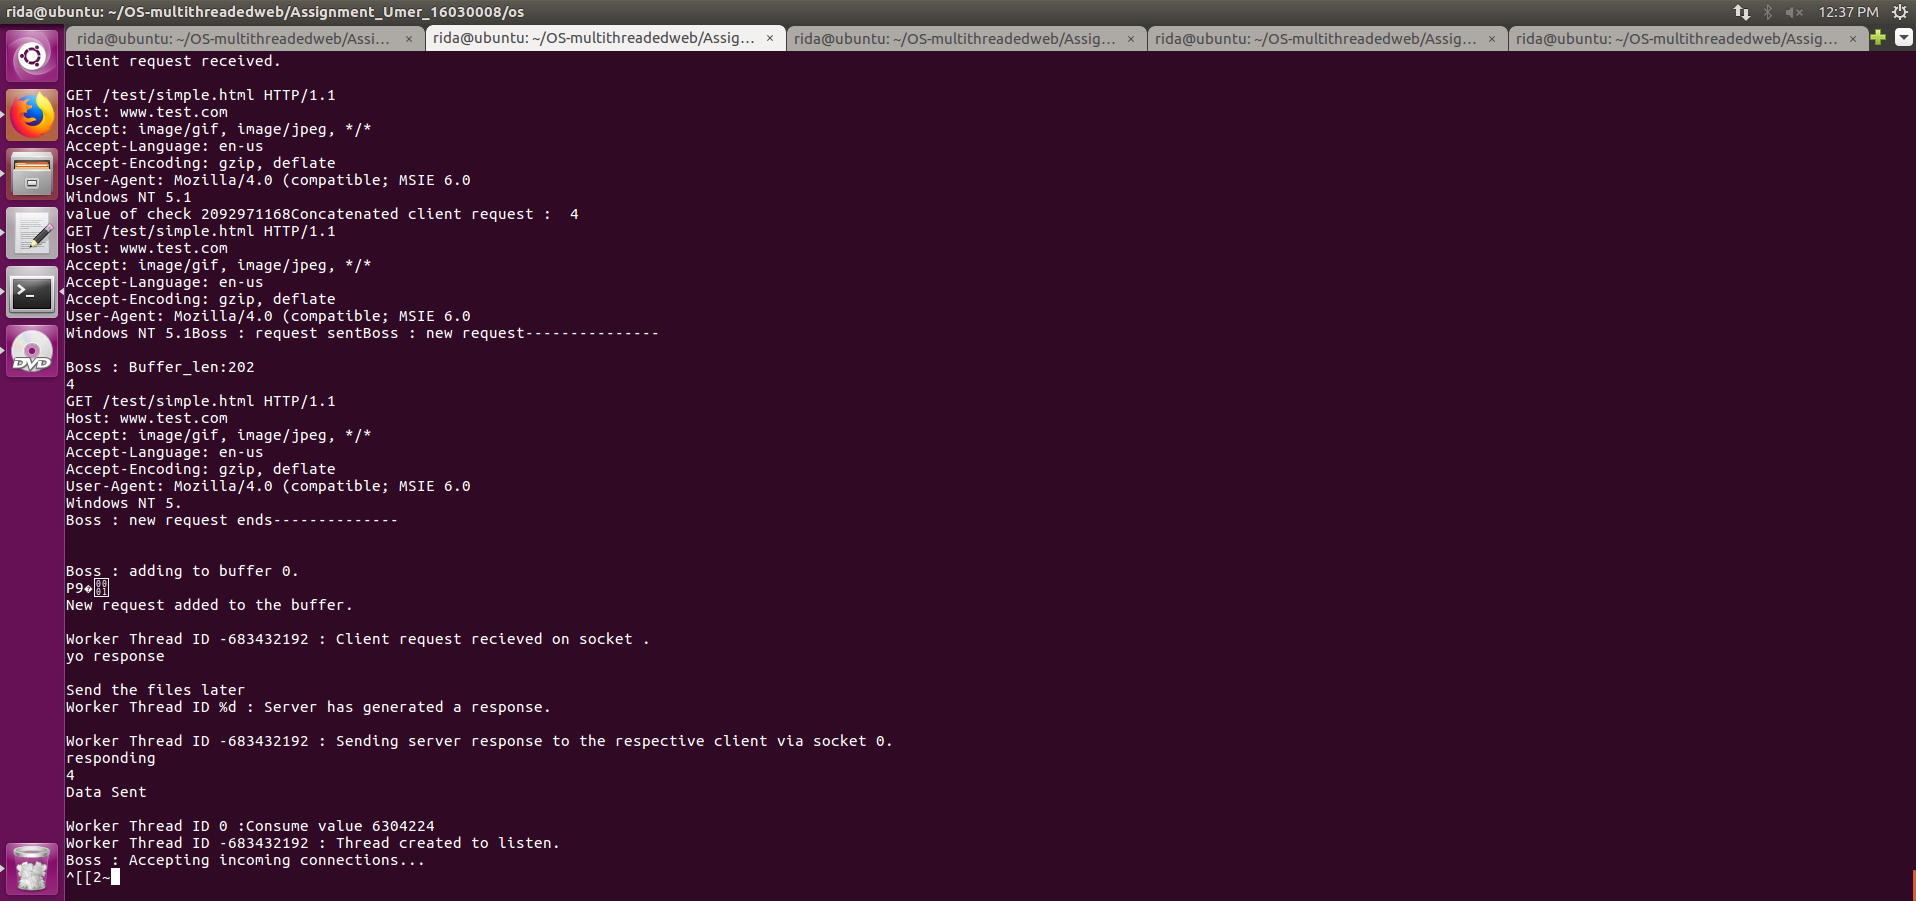 rida@ubuntu: ~/OS-multithreadedweb/Assignment_Umer_16030008/os
12:37 PM
rida@ubuntu: ~/OS-multithreadedweb/Assi... × rida@ubuntu: ~/OS-multithreadedweb/Assig... × rida@ubuntu: ~/OS-multithreadedweb/Assig... × rida@ubuntu: ~/OS-multithreadedweb/Assig... × rida@ubuntu: ~/OS-multithreadedweb/Assig... ×
Client request received.
GET /test/simple.html HTTP/1.1
Host: www.test.com
Accept: image/gif, image/jpeg, */*
Accept-Language: en-us
Accept-Encoding: gzip, deflate
User-Agent: Mozilla/4.0 (compatible; MSIE 6.0
Windows NT 5.1
value of check 2092971168Concatenated client request :  4
GET /test/simple.html HTTP/1.1
Host: www.test.com
Accept: image/gif, image/jpeg, */*
Accept-Language: en-us
Accept-Encoding: gzip, deflate
User-Agent: Mozilla/4.0 (compatible; MSIE 6.0
Windows NT 5.1Boss : request sentBoss : new request---------------
Boss : Buffer_len:202
4
GET /test/simple.html HTTP/1.1
Host: www.test.com
Accept: image/gif, image/jpeg, */*
Accept-Language: en-us
Accept-Encoding: gzip, deflate
User-Agent: Mozilla/4.0 (compatible; MSIE 6.0
Windows NT 5.
Boss : new request ends--------------
Boss : adding to buffer 0.
P9�
New request added to the buffer.
Worker Thread ID -683432192 : Client request recieved on socket .
yo response
Send the files later
Worker Thread ID %d : Server has generated a response.
Worker Thread ID -683432192 : Sending server response to the respective client via socket 0.
responding
4
Data Sent
Worker Thread ID 0 :Consume value 6304224
Worker Thread ID -683432192 : Thread created to listen.
Boss : Accepting incoming connections...
^[[2~
DVD